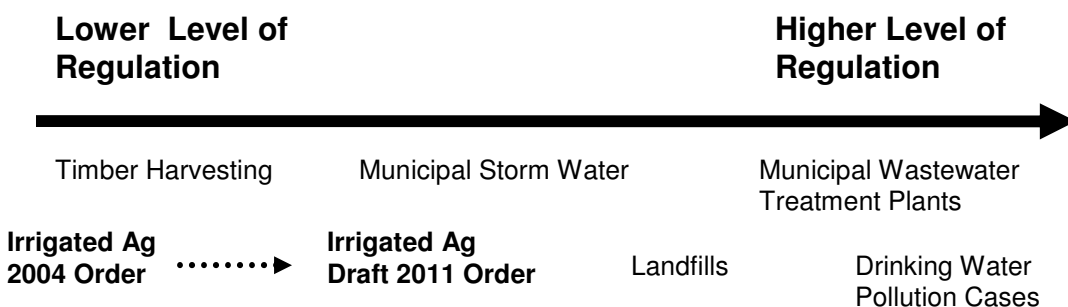 Lower Level of
Regulation
Higher Level of
Regulation
Timber Harvesting
Municipal Storm Water
Municipal Wastewater
Treatment Plants
Irrigated Ag
2004 Order
Irrigated Ag
Draft 2011 Order
Landfills
Drinking Water
Pollution Cases